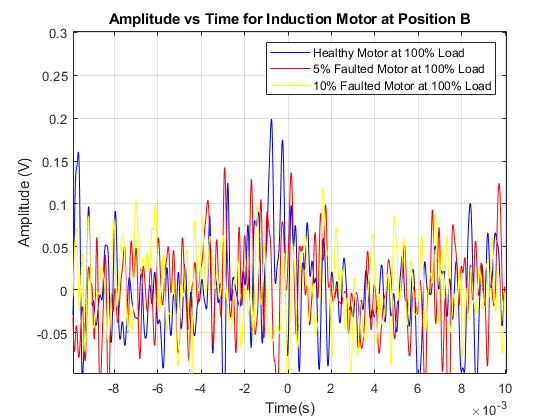 Amplitude vs Time for Induction Motor at Position B
Healthy Motor at 100% Load
5% Faulted Motor at 100% Load
10% Faulted Motor at 100% Load
Amplitude (V)
0.3
0.25
0.2
0.15
0.1
0.05
0
-0.05
-8 -6 -4 -2 0 2 4 6 8 10
Time(s)
×10⁻³